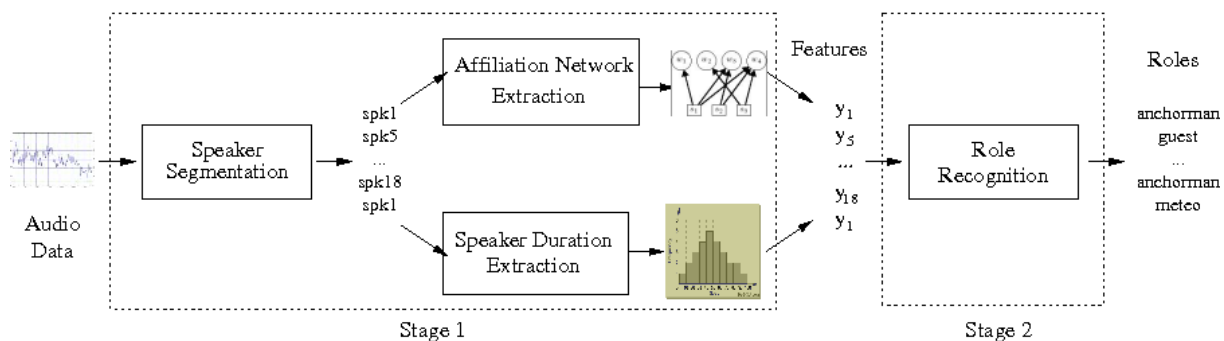 Audio
Data
Speaker
Segmentation
spk1
spk5
...
spk18
spk1
Affiliation Network
Extraction
Speaker Duration
Extraction
Stage 1
Features
y1
y5
...
y18
y1
Role
Recognition
Stage 2
Roles
anchorman
guest
...
anchorman
meteo